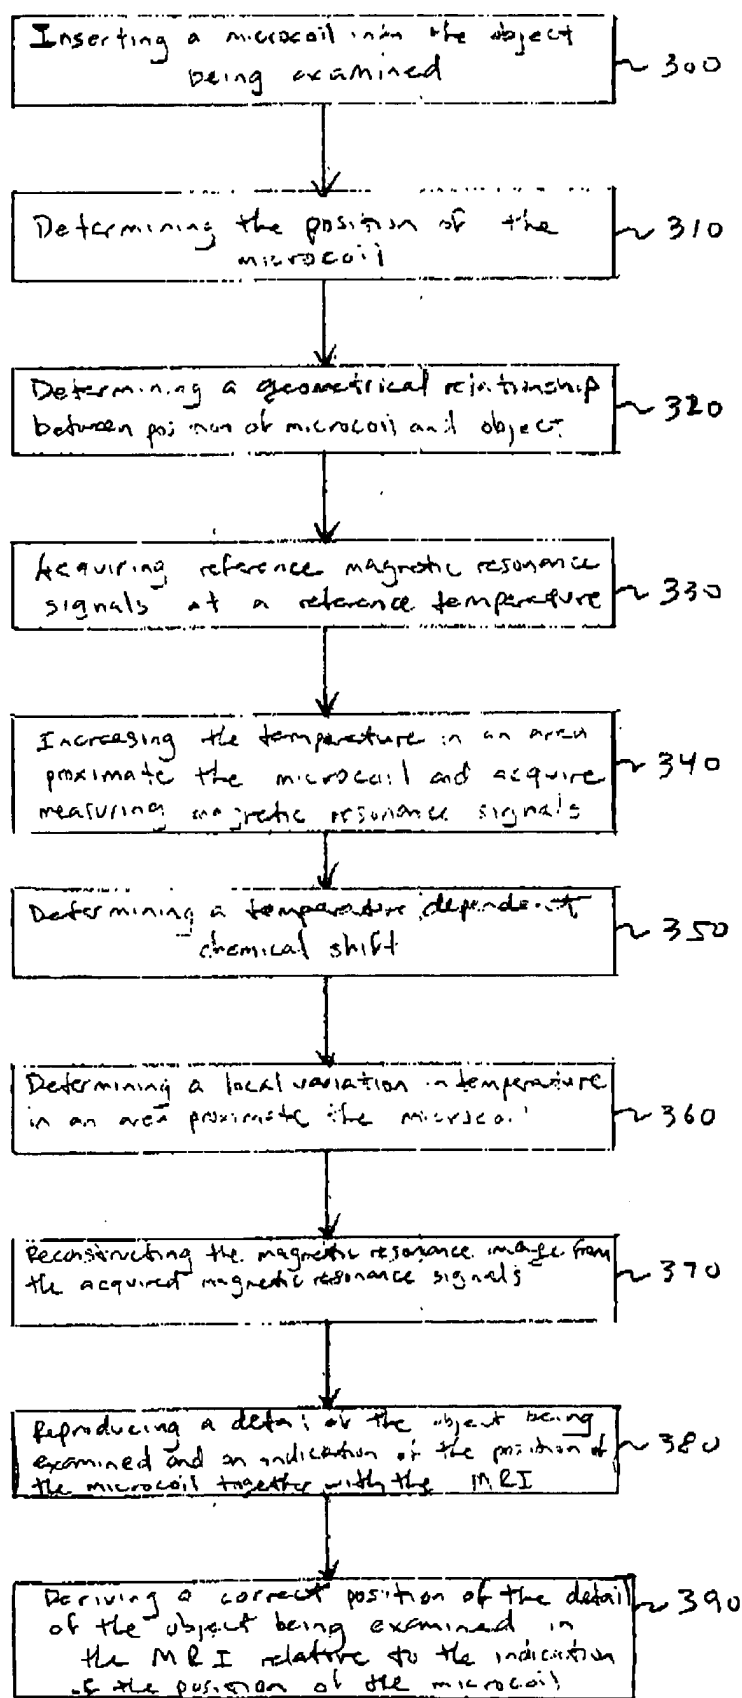 Inserting a microcoil into the object
being examined
300
Determining the position of the
microcoil
310
Determining a geometrical relationship
between position of microcoil and object.
320
Acquiring reference magnetic resonance
signals at a reference temperature
330
Increasing the temperature in an area
proximate the microcoil and acquire
measuring magnetic resonance signals
340
Determining a temperature dependent
chemical shift
350
Determining a local variation in temperature
in an area proximate the microcoil
360
Reconstructing the magnetic resonance image from
the acquired magnetic resonance signals
370
Reproducing a detail of the object being
examined and an indication of the position of
the microcoil together with the MRI
380
Deriving a correct position of the detail
of the object being examined in
the MRI relative to the indication
of the position of the microcoil
390